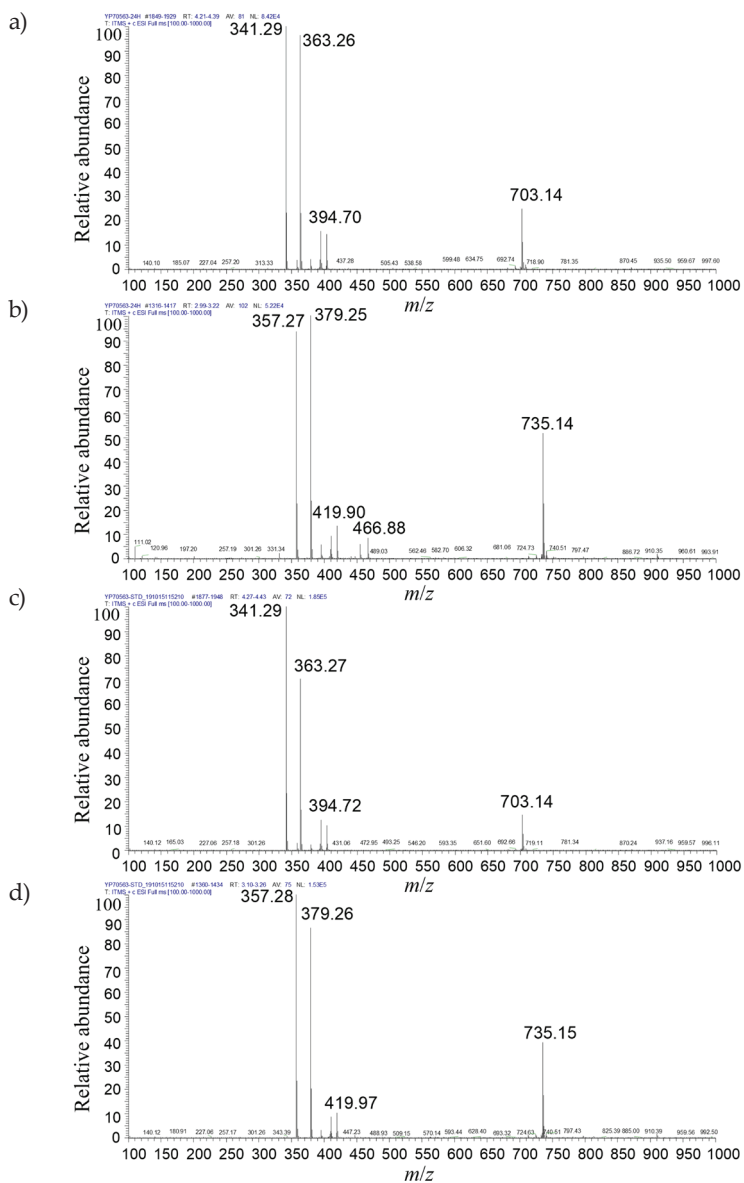 a)
YP70563-24H #1849-1929 RT: 4.21-4.39 AV: 81 NL: 8.42E4
T: ITMS + c ESI Full ms [100.00-1000.00]
341.29
363.26
703.14
394.70
140.10 185.07 227.04 257.20 313.33 437.28 505.43 538.58 599.48 634.75 692.74 718.90 781.35 870.45 935.50 959.67 997.60
Relative abundance
100 90 80 70 60 50 40 30 20 10 0
100 150 200 250 300 350 400 450 500 550 600 650 700 750 800 850 900 950 1000
m/z
b)
YP70563-24H #1316-1417 RT: 2.99-3.22 AV: 102 NL: 5.22E4
T: ITMS + c ESI Full ms [100.00-1000.00]
357.27
379.25
735.14
419.90
466.88
111.02 120.96 197.20 257.19 301.26 331.34 489.03 562.46 582.70 606.32 681.06 724.73 740.51 797.47 886.72 910.35 960.61 993.91
Relative abundance
100 90 80 70 60 50 40 30 20 10 0
100 150 200 250 300 350 400 450 500 550 600 650 700 750 800 850 900 950 1000
m/z
c)
YP70563-STD_191015115210 #1877-1948 RT: 4.27-4.43 AV: 72 NL: 1.85E5
T: ITMS + c ESI Full ms [100.00-1000.00]
341.29
363.27
703.14
394.72
140.12 165.03 227.06 257.18 301.26 431.06 472.95 493.25 546.20 593.35 651.60 692.66 719.11 781.34 870.24 937.16 959.57 996.11
Relative abundance
100 90 80 70 60 50 40 30 20 10 0
100 150 200 250 300 350 400 450 500 550 600 650 700 750 800 850 900 950 1000
m/z
d)
YP70563-STD_191015115210 #1360-1434 RT: 3.10-3.26 AV: 75 NL: 1.53E5
T: ITMS + c ESI Full ms [100.00-1000.00]
357.28
379.26
735.15
419.97
140.12 180.91 227.06 257.17 301.26 343.39 447.23 488.93 509.15 570.14 593.44 628.40 693.32 724.63 740.51 797.43 825.39 885.00 910.39 959.56 992.50
Relative abundance
100 90 80 70 60 50 40 30 20 10 0
100 150 200 250 300 350 400 450 500 550 600 650 700 750 800 850 900 950 1000
m/z